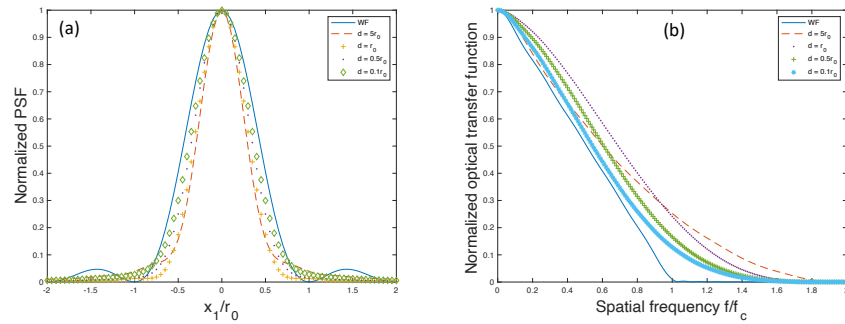 (a)
WF
d = 5r0
d = r0
d = 0.5r0
d = 0.1r0
Normalized PSF
1
0.9
0.8
0.7
0.6
0.5
0.4
0.3
0.2
0.1
0
-2
-1.5
-1
-0.5
0
0.5
1
1.5
2
x1/r0
(b)
WF
d = 5r0
d = r0
d = 0.5r0
d = 0.1r0
Normalized optical transfer function
1
0.9
0.8
0.7
0.6
0.5
0.4
0.3
0.2
0.1
0
0
0.2
0.4
0.6
0.8
1.0
1.2
1.4
1.6
1.8
Spatial frequency f/fc